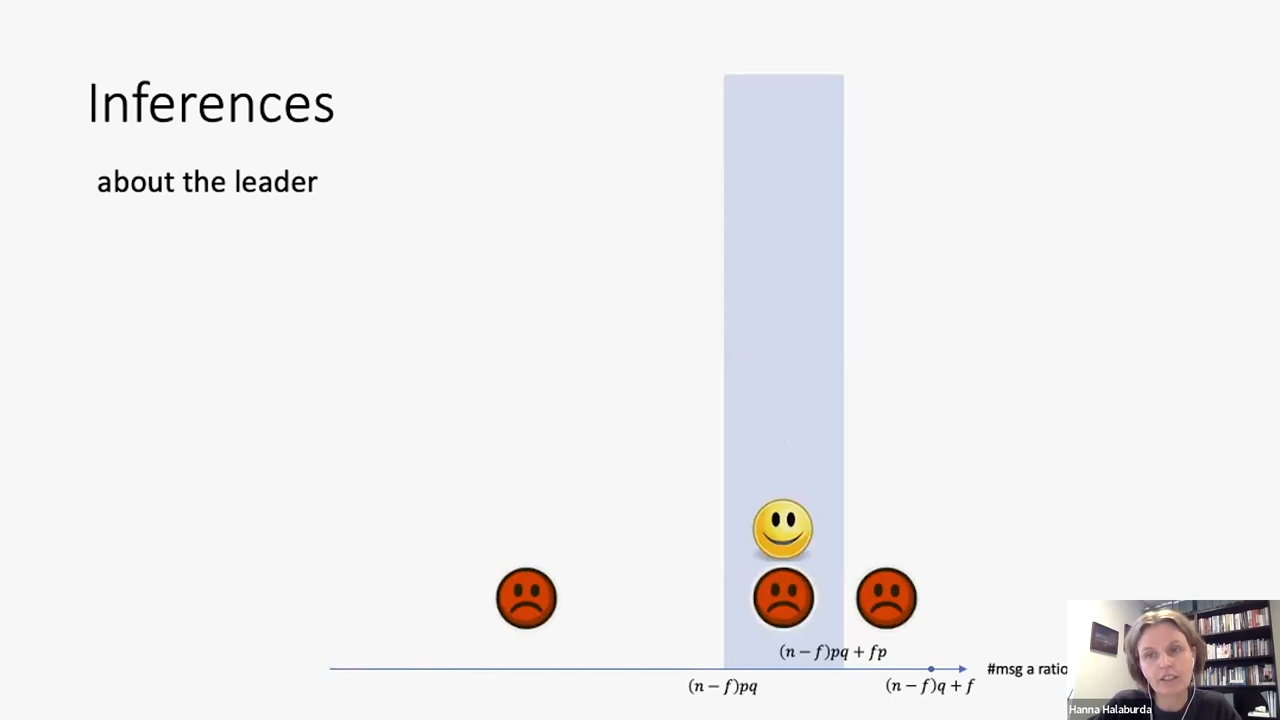 Inferences
about the leader
(n − f)pq + fp
#msg a ratio
(n − f)pq
(n − f)q + f
Hanna Halaburda